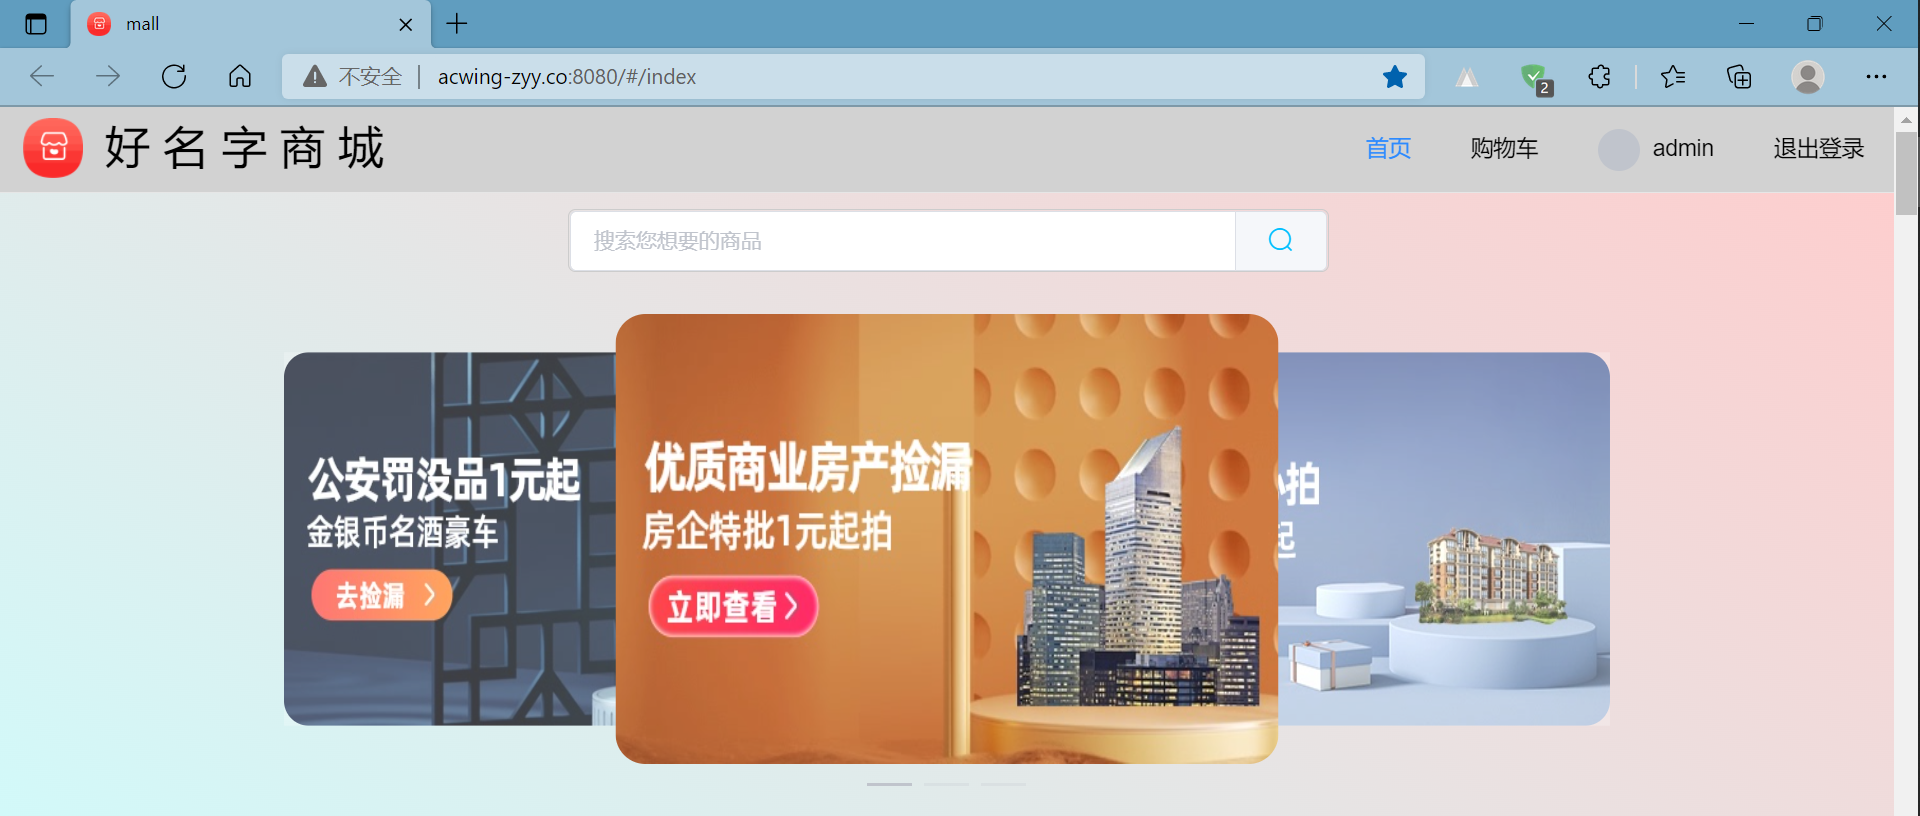 mall
不安全 acwing-zyy.co:8080/#/index
2
好名字商城
首页 购物车 admin 退出登录
搜索您想要的商品
公安罚没品1元起
金银币名酒豪车
去捡漏
优质商业房产捡漏
房企特批1元起拍
立即查看
拍
起